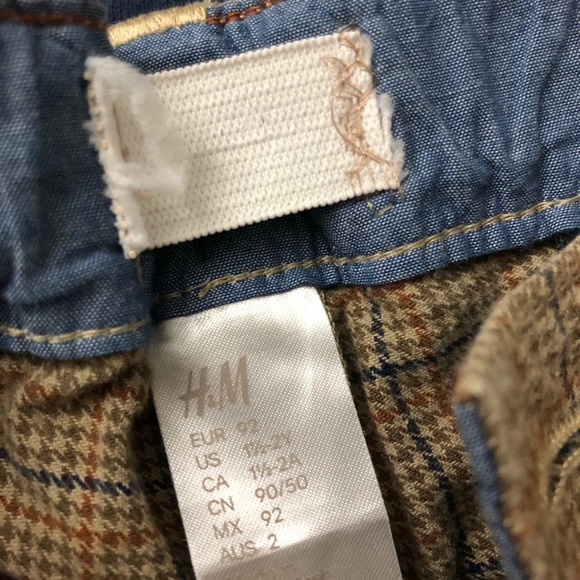 H&M
EUR 92
US 1½-2Y
CA 1½-2A
CN 90/50
MX 92
AUS 2